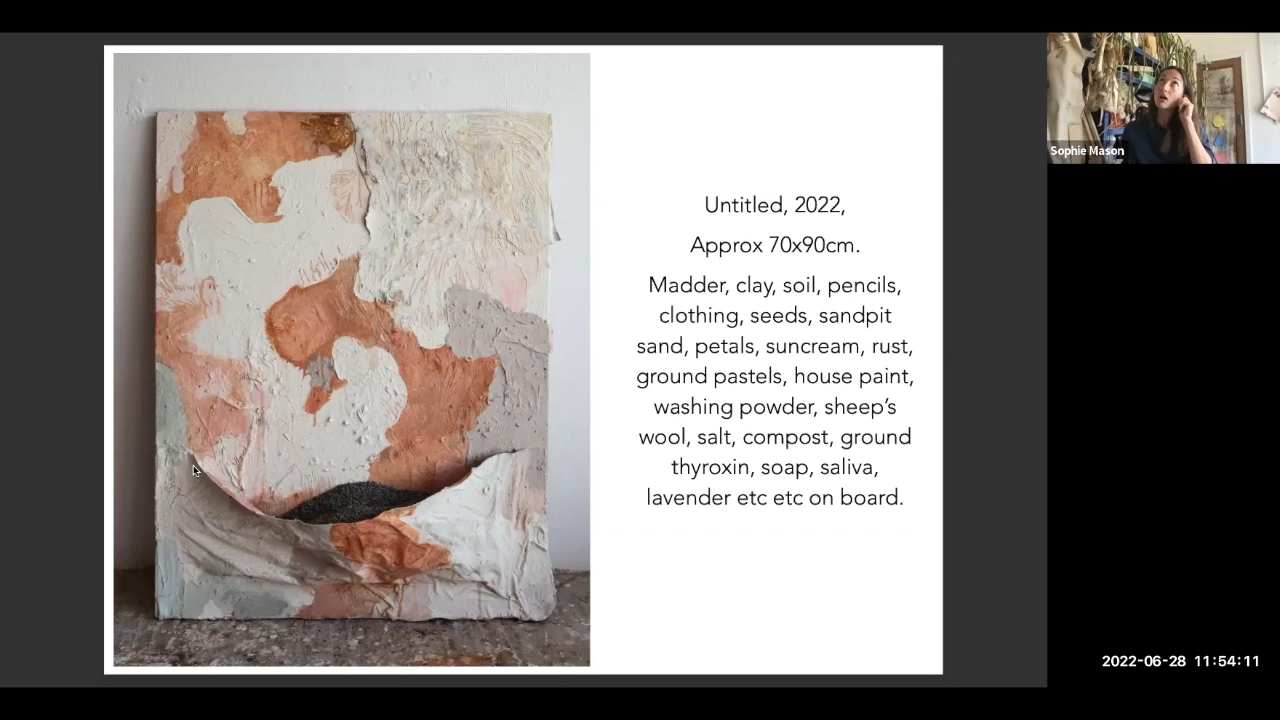 Untitled, 2022,
Approx 70x90cm.
Madder, clay, soil, pencils,
clothing, seeds, sandpit
sand, petals, suncream, rust,
ground pastels, house paint,
washing powder, sheep’s
wool, salt, compost, ground
thyroxin, soap, saliva,
lavender etc etc on board.
Sophie Mason
2022-06-28 11:54:11